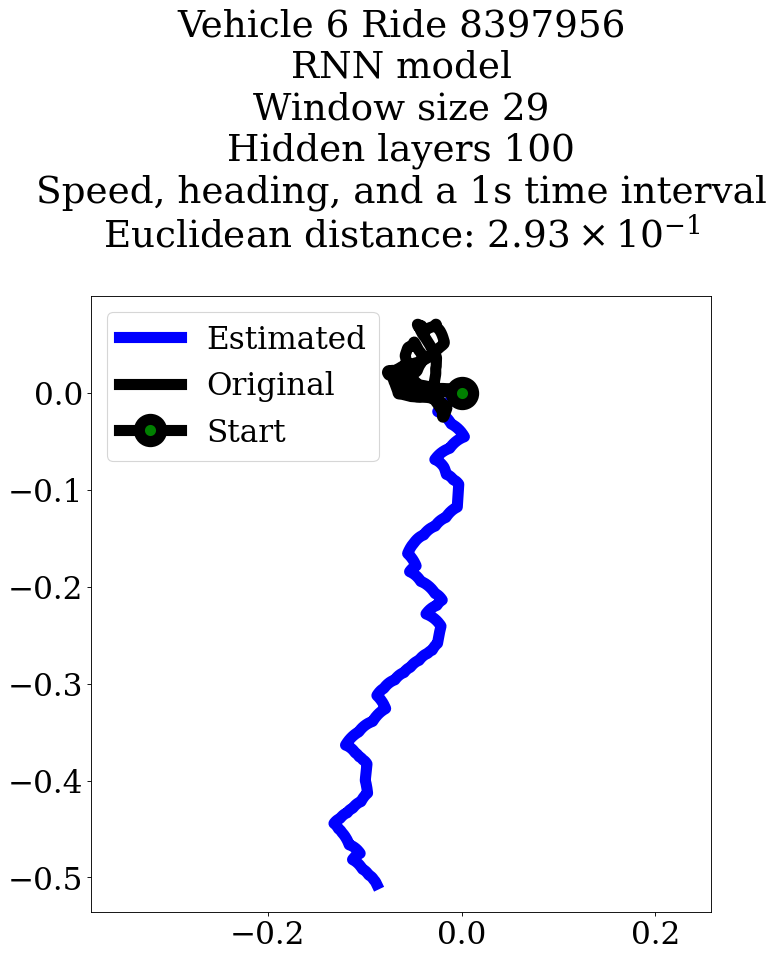 Vehicle 6 Ride 8397956
RNN model
Window size 29
Hidden layers 100
Speed, heading, and a 1s time interval
Euclidean distance: 2.93 × 10⁻¹
Estimated
Original
Start
0.0
−0.1
−0.2
−0.3
−0.4
−0.5
−0.2 0.0 0.2